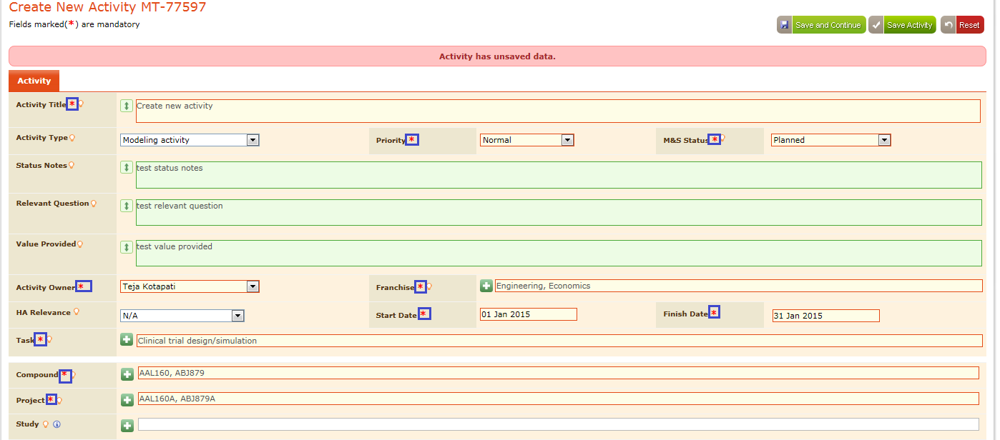 Create New Activity MT-77597
Fields marked(*) are mandatory
Save and Continue Save Activity Reset
Activity has unsaved data.
Activity
Activity Title * Create new activity
Activity Type Modeling activity Priority * Normal M&S Status * Planned
Status Notes test status notes
Relevant Question test relevant question
Value Provided test value provided
Activity Owner * Teja Kotapati Franchise * Engineering, Economics
HA Relevance N/A Start Date * 01 Jan 2015 Finish Date * 31 Jan 2015
Task * Clinical trial design/simulation
Compound * AAL160, ABJ879
Project * AAL160A, ABJ879A
Study